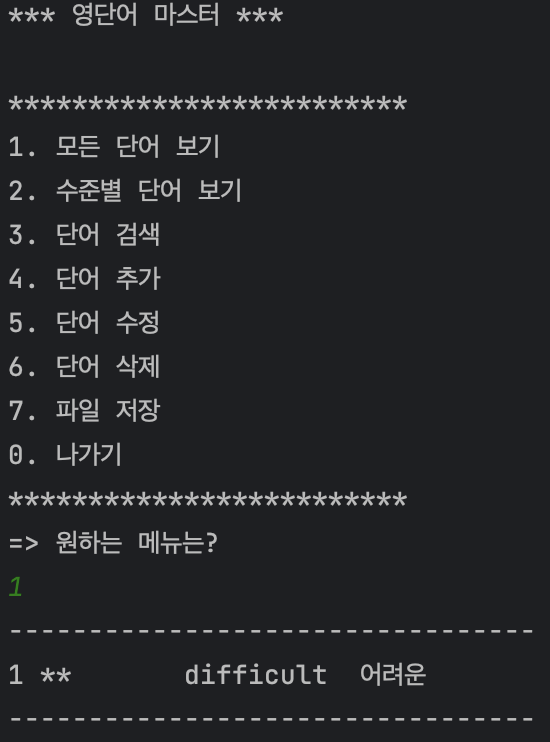 *** 영단어 마스터 ***
*************************
1. 모든 단어 보기
2. 수준별 단어 보기
3. 단어 검색
4. 단어 추가
5. 단어 수정
6. 단어 삭제
7. 파일 저장
0. 나가기
*************************
=> 원하는 메뉴는?
1
---------------------------------
1 **       difficult  어려운
---------------------------------